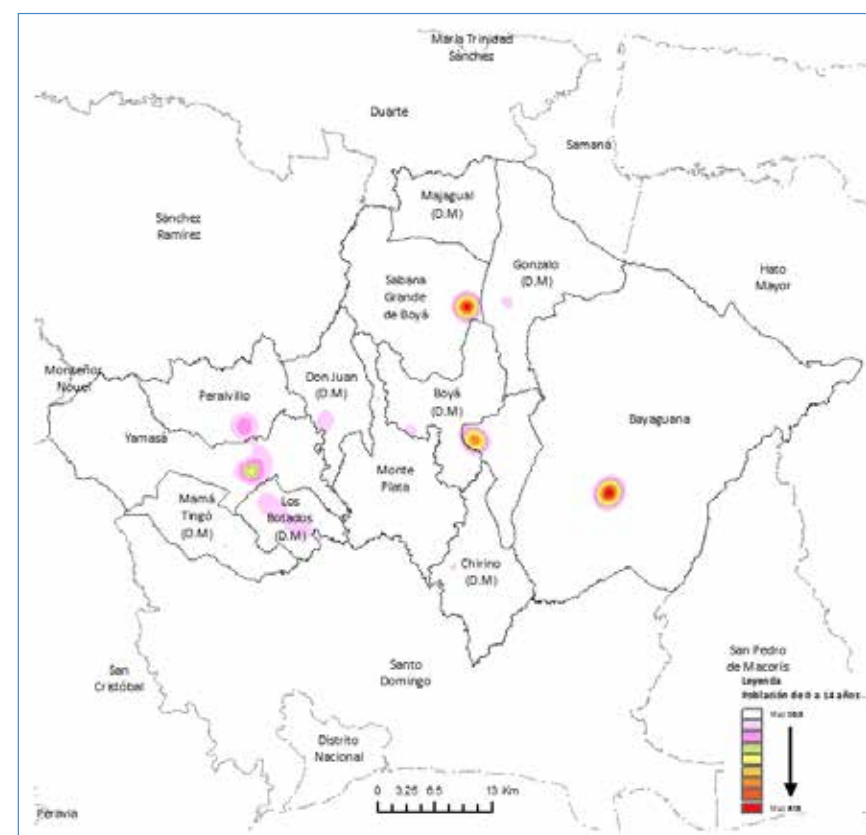 María Trinidad
Sánchez
Duarte
Samaná
Majagual
(D.M)
Sánchez
Ramírez
Gonzalo
(D.M)
Hato
Mayor
Sabana
Grande
de Boyá
Monseñor
Nouel
Don Juan
(D.M)
Peralvillo
Boyá
(D.M)
Bayaguana
Yamasá
Monte
Plata
Mamá
Tingó
(D.M)
Los
Botados
(D.M)
Chirino
(D.M)
San
Cristóbal
Santo
Domingo
San Pedro
de Macorís
Leyenda
Población de 0 a 14 años
Distrito
Nacional
0 3.25 6.5 13 Km
Peravia